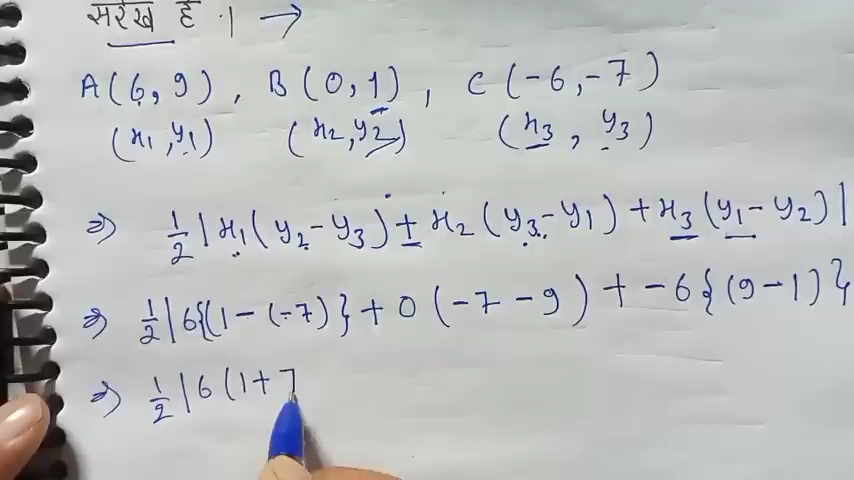 सरेख है ।→
A(6,9), B(0,1), C(-6,-7)
(x₁,y₁) (x₂,y₂) (x₃,y₃)
⇒ 1/2 |x₁(y₂-y₃)±x₂(y₃-y₁)+x₃(y₁-y₂)|
⇒ 1/2 |6{(1-(-7)}+0(-7-9)+-6{(9-1)}
⇒ 1/2 |6(1+7